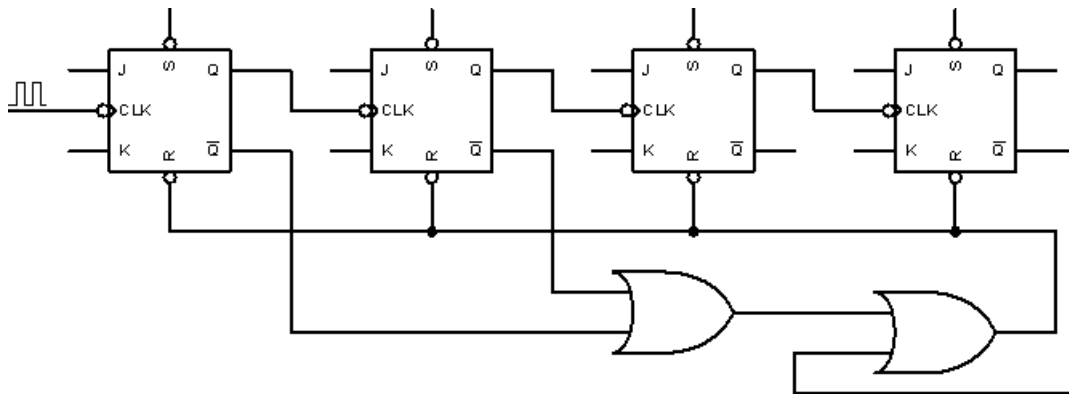 J S Q J S Q J S Q J S Q
CLK CLK CLK CLK
K R Q̅ K R Q̅ K R Q̅ K R Q̅